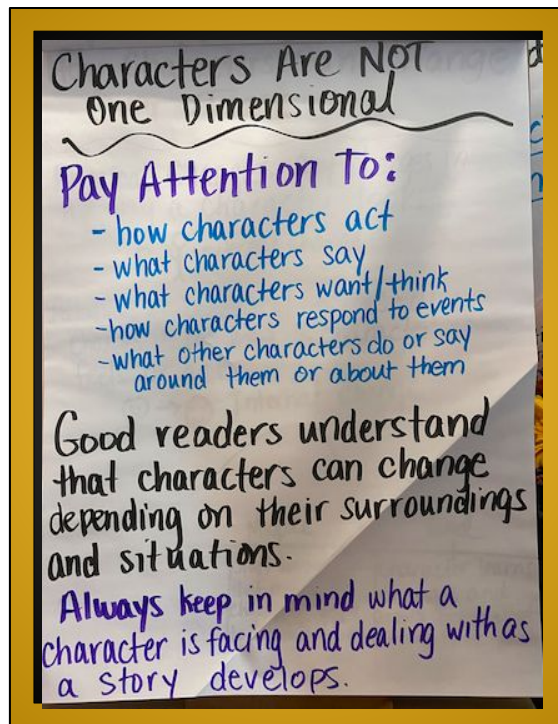 Characters Are NOT
One Dimensional
Pay Attention To:
- how characters act
- what characters say
- what characters want/think
- how characters respond to events
- what other characters do or say
around them or about them
Good readers understand
that characters can change
depending on their surroundings
and situations.
Always keep in mind what a
character is facing and dealing with as
a story develops.